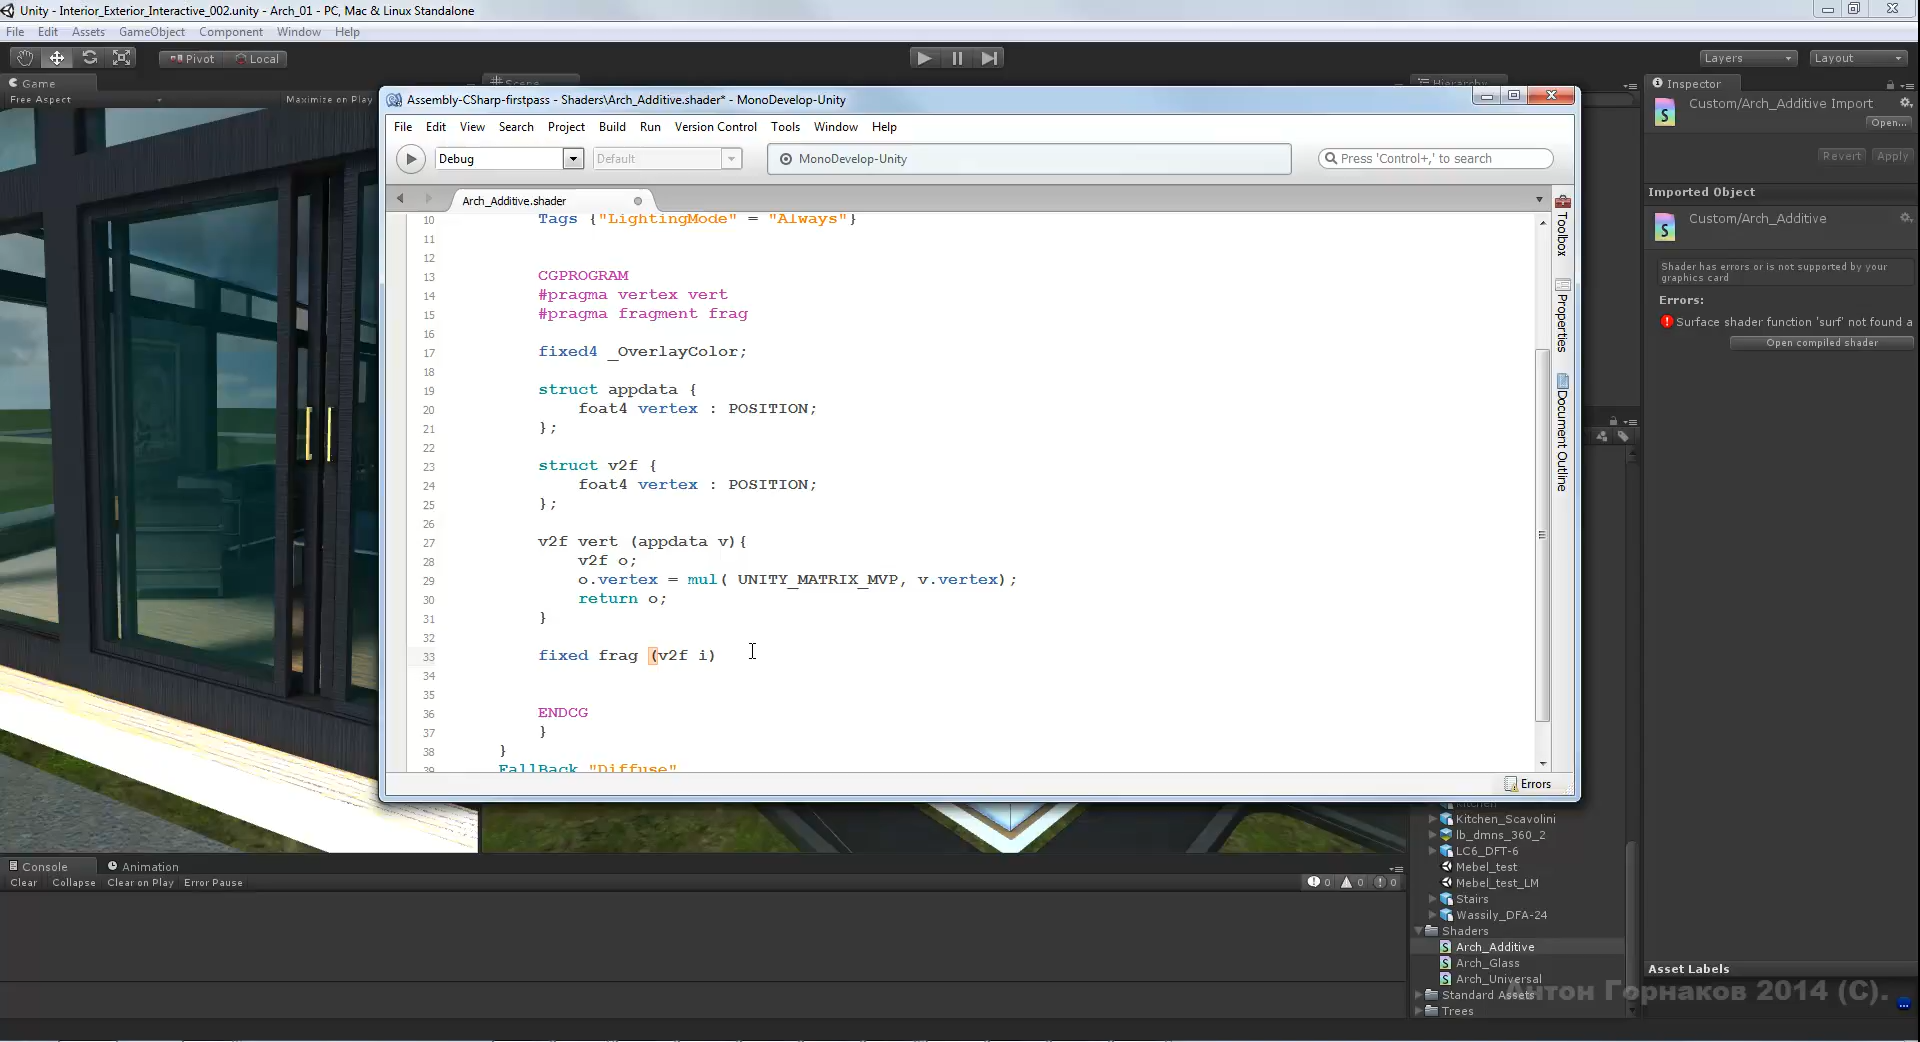 Unity - Interior_Exterior_Interactive_002.unity - Arch_01 - PC, Mac & Linux Standalone
File Edit Assets GameObject Component Window Help
Pivot Local
Layers Layout
Game
Free Aspect Maximize on Play
Scene
Hierarchy
Assembly-CSharp-firstpass - Shaders\Arch_Additive.shader* - MonoDevelop-Unity
File Edit View Search Project Build Run Version Control Tools Window Help
Debug Default MonoDevelop-Unity Press 'Control+,' to search
Arch_Additive.shader
10 Tags {"LightingMode" = "Always"}
11
12
13 CGPROGRAM
14 #pragma vertex vert
15 #pragma fragment frag
16
17 fixed4 _OverlayColor;
18
19 struct appdata {
20 foat4 vertex : POSITION;
21 };
22
23 struct v2f {
24 foat4 vertex : POSITION;
25 };
26
27 v2f vert (appdata v){
28 v2f o;
29 o.vertex = mul( UNITY_MATRIX_MVP, v.vertex);
30 return o;
31 }
32
33 fixed frag (v2f i)
34
35
36 ENDCG
37 }
38 }
39 FallBack "Diffuse"
Toolbox
Properties
Document Outline
Errors
Inspector
Custom/Arch_Additive Import
Open...
Revert Apply
Imported Object
Custom/Arch_Additive
Shader has errors or is not supported by your
graphics card
Errors:
Surface shader function 'surf' not found a
Open compiled shader
Kitchen
Kitchen_Scavolini
lb_dmns_360_2
LC6_DFT-6
Mebel_test
Mebel_test_LM
Stairs
Wassily_DFA-24
Shaders
Arch_Additive
Arch_Glass
Arch_Universal
Standard Assets
Trees
Asset Labels
Антон Горнаков 2014 (C).
Console Animation
Clear Collapse Clear on Play Error Pause
0 0 0